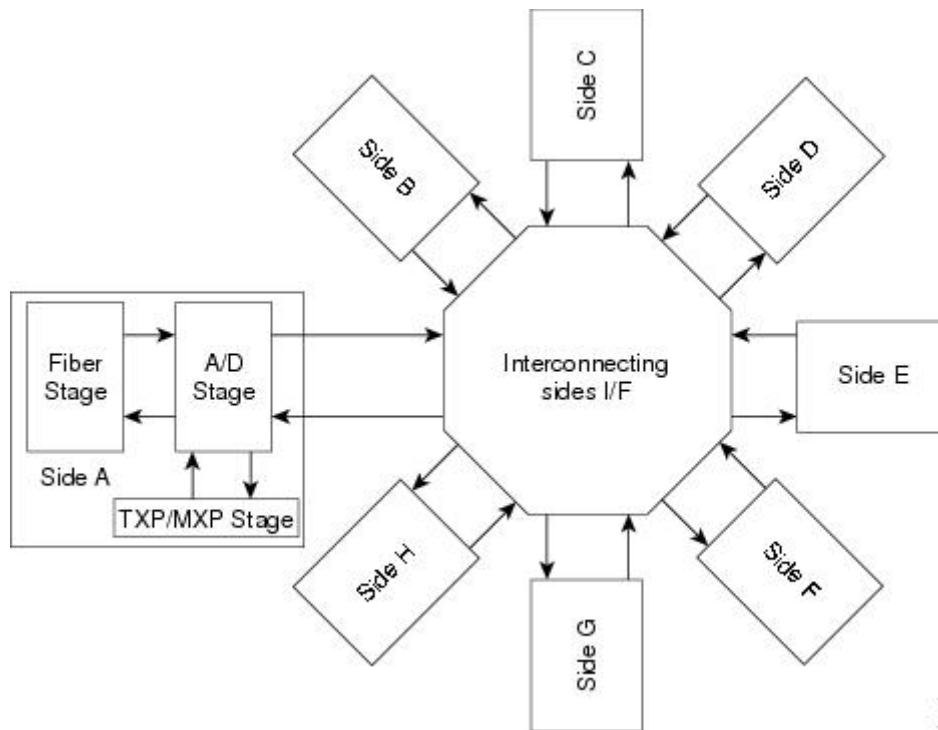 Side C
Side B
Side D
Fiber
Stage
A/D
Stage
Side A
TXP/MXP Stage
Interconnecting
sides I/F
Side E
Side H
Side F
Side G